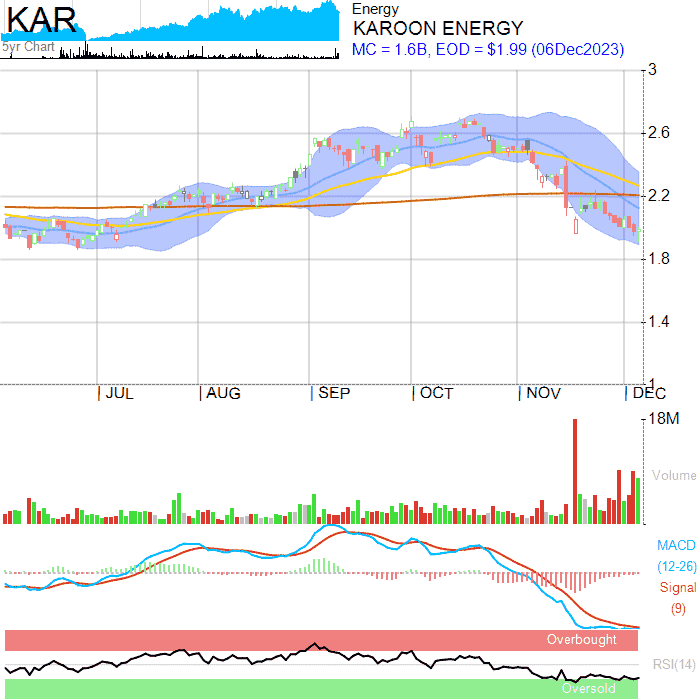 KAR
5yr Chart
Energy
KAROON ENERGY
MC = 1.6B, EOD = $1.99 (06Dec2023)
3
2.6
2.2
1.8
1.4
1
JUL AUG SEP OCT NOV DEC
18M
Volume
MACD
(12-26)
Signal
(9)
Overbought
RSI(14)
Oversold